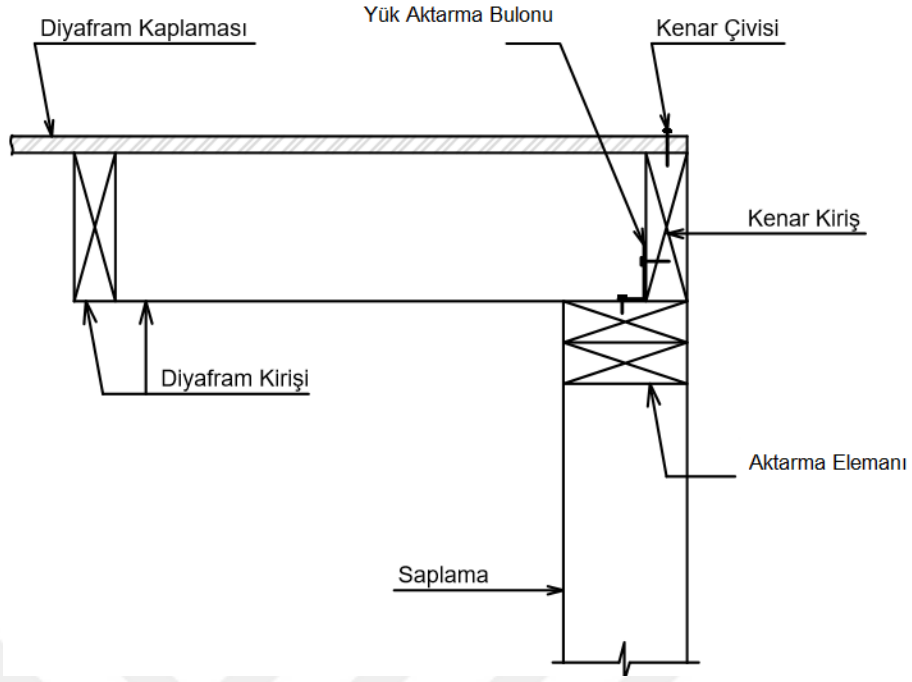 Yük Aktarma Bulonu
Diyafram Kaplaması
Kenar Çivisi
Kenar Kiriş
Diyafram Kirişi
Aktarma Elemanı
Saplama